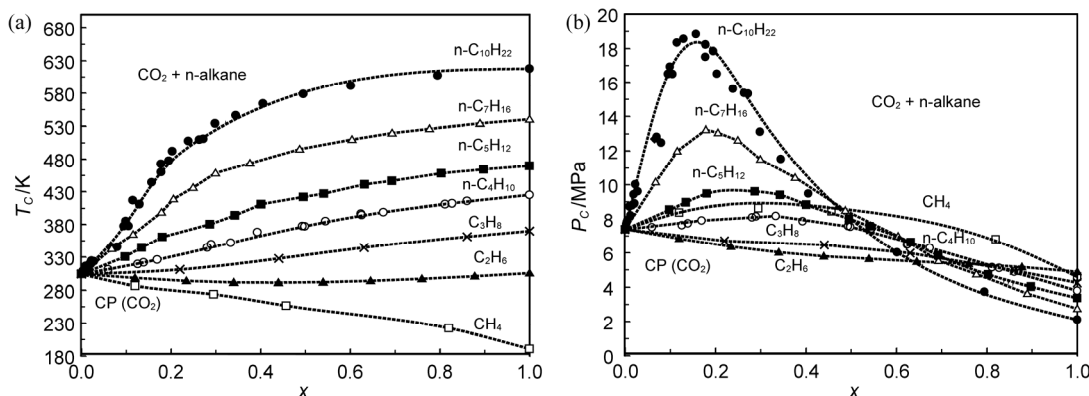 (a)
680
630
580
530
480
430
380
330
280
230
180
T_C/K
CO₂ + n-alkane
n-C₁₀H₂₂
n-C₇H₁₆
n-C₅H₁₂
n-C₄H₁₀
C₃H₈
C₂H₆
CP (CO₂)
CH₄
0.0 0.2 0.4 0.6 0.8 1.0
x
(b)
20
18
16
14
12
10
8
6
4
2
0
P_C/MPa
n-C₁₀H₂₂
CO₂ + n-alkane
n-C₇H₁₆
n-C₅H₁₂
CH₄
C₃H₈
n-C₄H₁₀
CP (CO₂)
C₂H₆
0.0 0.2 0.4 0.6 0.8 1.0
x